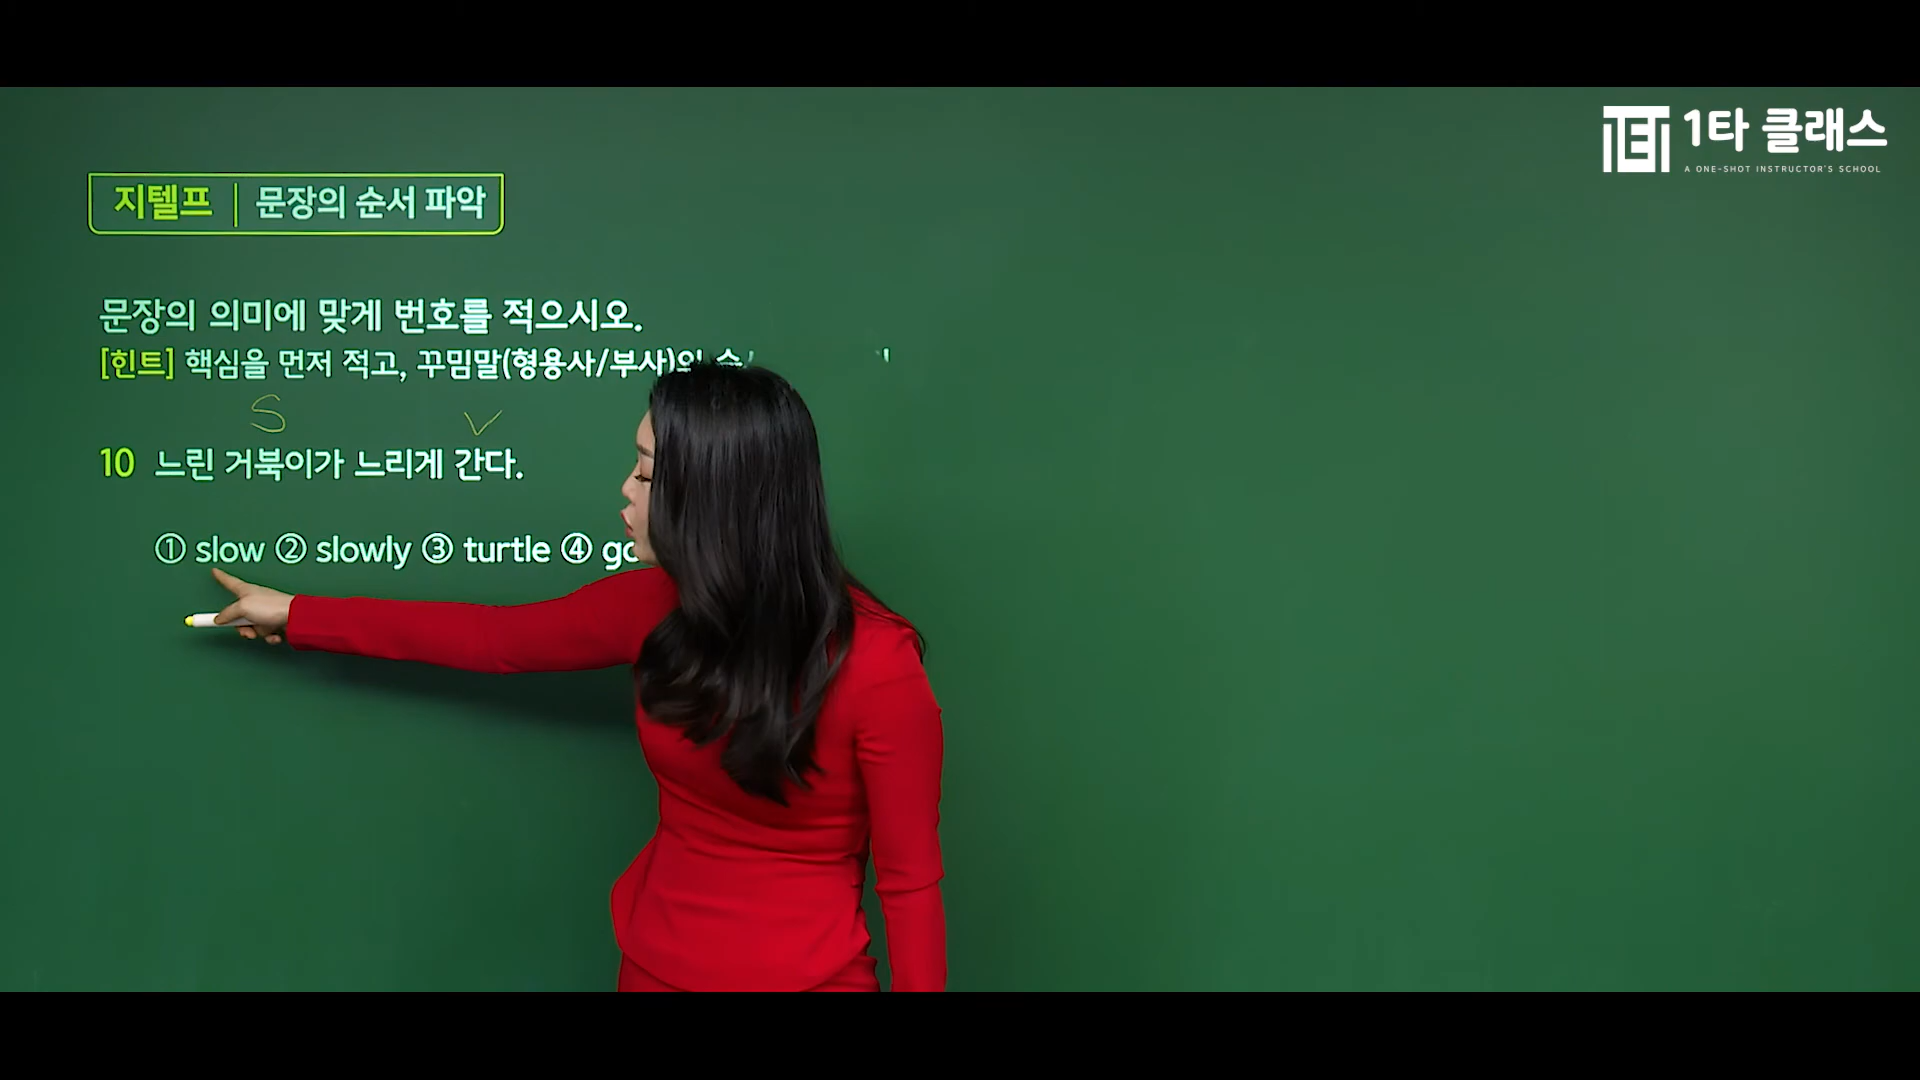 1타 클래스
A ONE-SHOT INSTRUCTOR'S SCHOOL
지텔프 | 문장의 순서 파악
문장의 의미에 맞게 번호를 적으시오.
[힌트] 핵심을 먼저 적고, 꾸밈말(형용사/부사)의
S V
10 느린 거북이가 느리게 간다.
① slow ② slowly ③ turtle ④